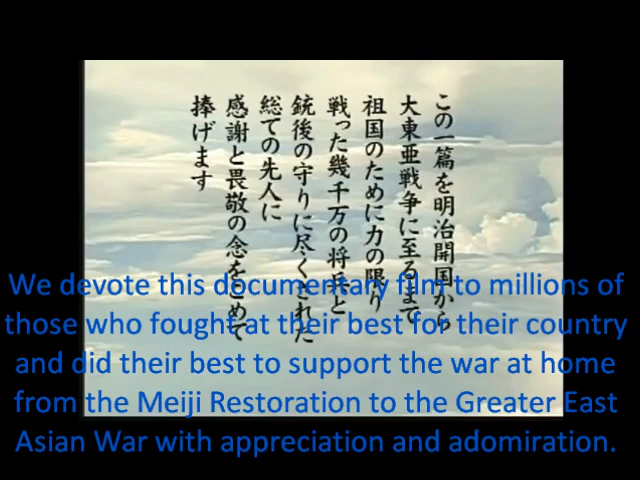 この一篇を明治開国から
大東亜戦争に至るまで
祖国のために力の限り
戦った幾千万の将兵と
銃後の守りに尽くされた
総ての先人に
感謝と畏敬の念をこめて
捧げます
We devote this documentary film to millions of
those who fought at their best for their country
and did their best to support the war at home
from the Meiji Restoration to the Greater East
Asian War with appreciation and adomiration.